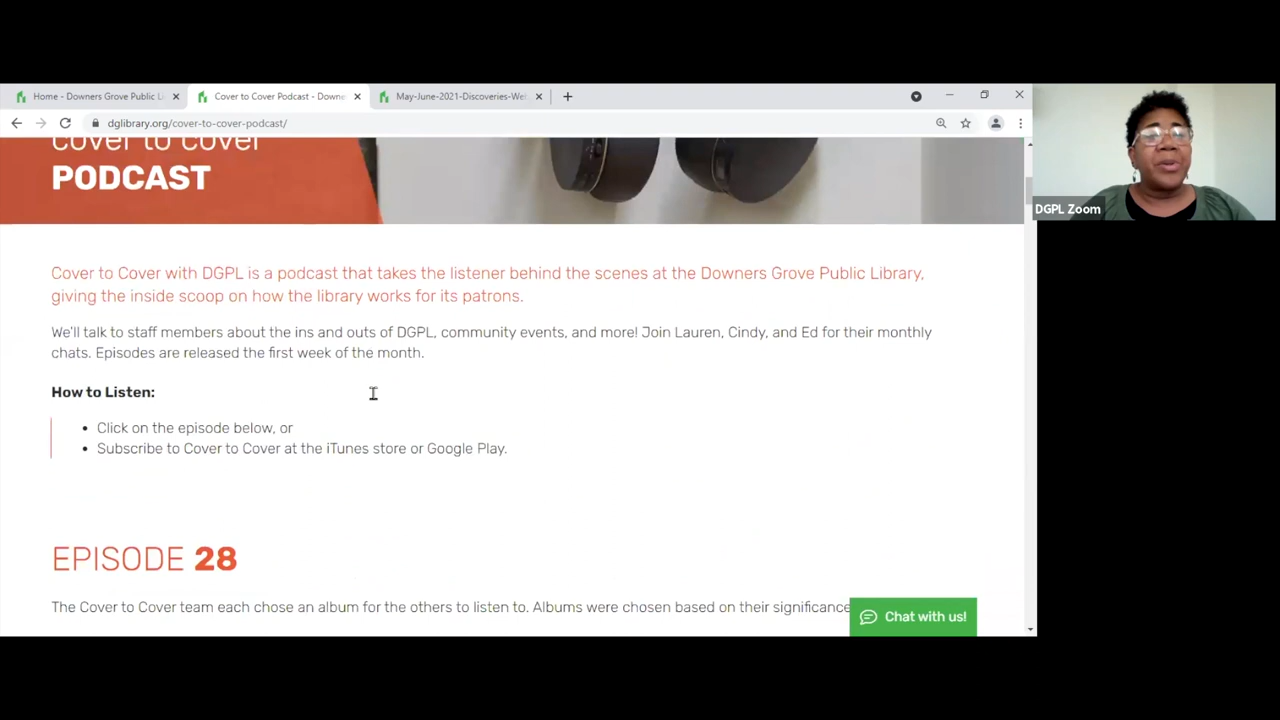 Home - Downers Grove Public Li
Cover to Cover Podcast - Downe
May-June-2021-Discoveries-Wel
dglibrary.org/cover-to-cover-podcast/
cover to cover
PODCAST
DGPL Zoom
Cover to Cover with DGPL is a podcast that takes the listener behind the scenes at the Downers Grove Public Library,
giving the inside scoop on how the library works for its patrons.
We'll talk to staff members about the ins and outs of DGPL, community events, and more! Join Lauren, Cindy, and Ed for their monthly
chats. Episodes are released the first week of the month.
How to Listen:
• Click on the episode below, or
• Subscribe to Cover to Cover at the iTunes store or Google Play.
EPISODE 28
The Cover to Cover team each chose an album for the others to listen to. Albums were chosen based on their significance
Chat with us!